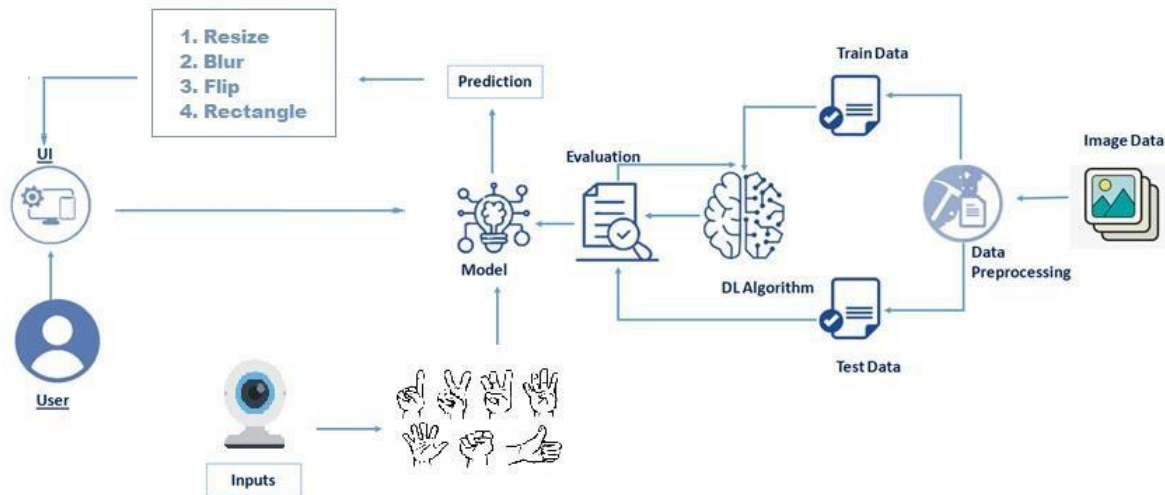 1. Resize
2. Blur
3. Flip
4. Rectangle
Prediction
Train Data
Image Data
UI
Evaluation
Model
DL Algorithm
Data
Preprocessing
User
Test Data
Inputs